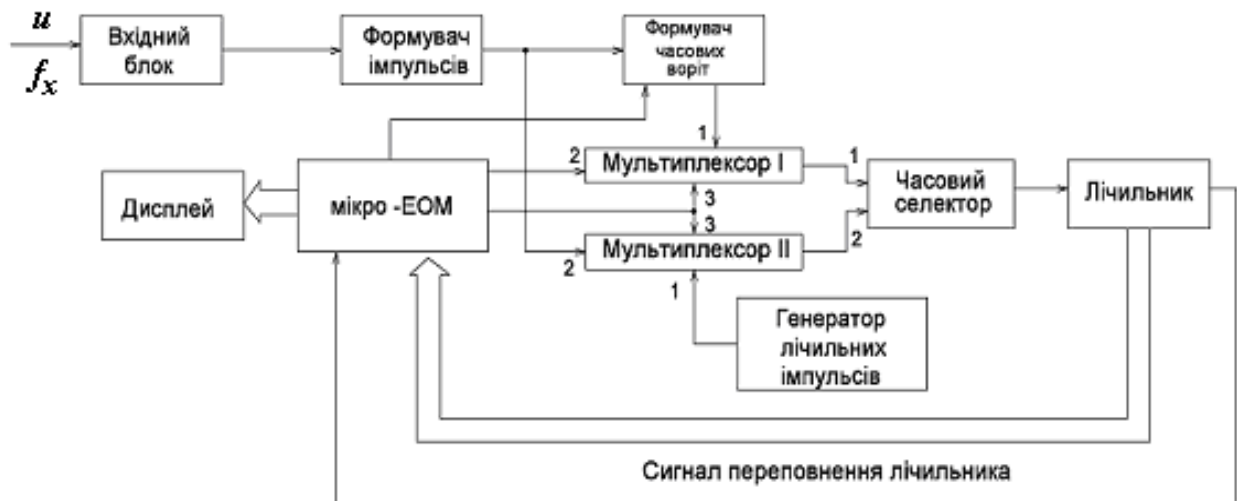 u
f_x
Вхідний
блок
Формувач
імпульсів
Формувач
часових
воріт
1
2
Мультиплексор І
1
3
3
Мультиплексор ІІ
2
2
1
Часовий
селектор
Лічильник
Дисплей
мікро -ЕОМ
Генератор
лічильних
імпульсів
Сигнал переповнення лічильника